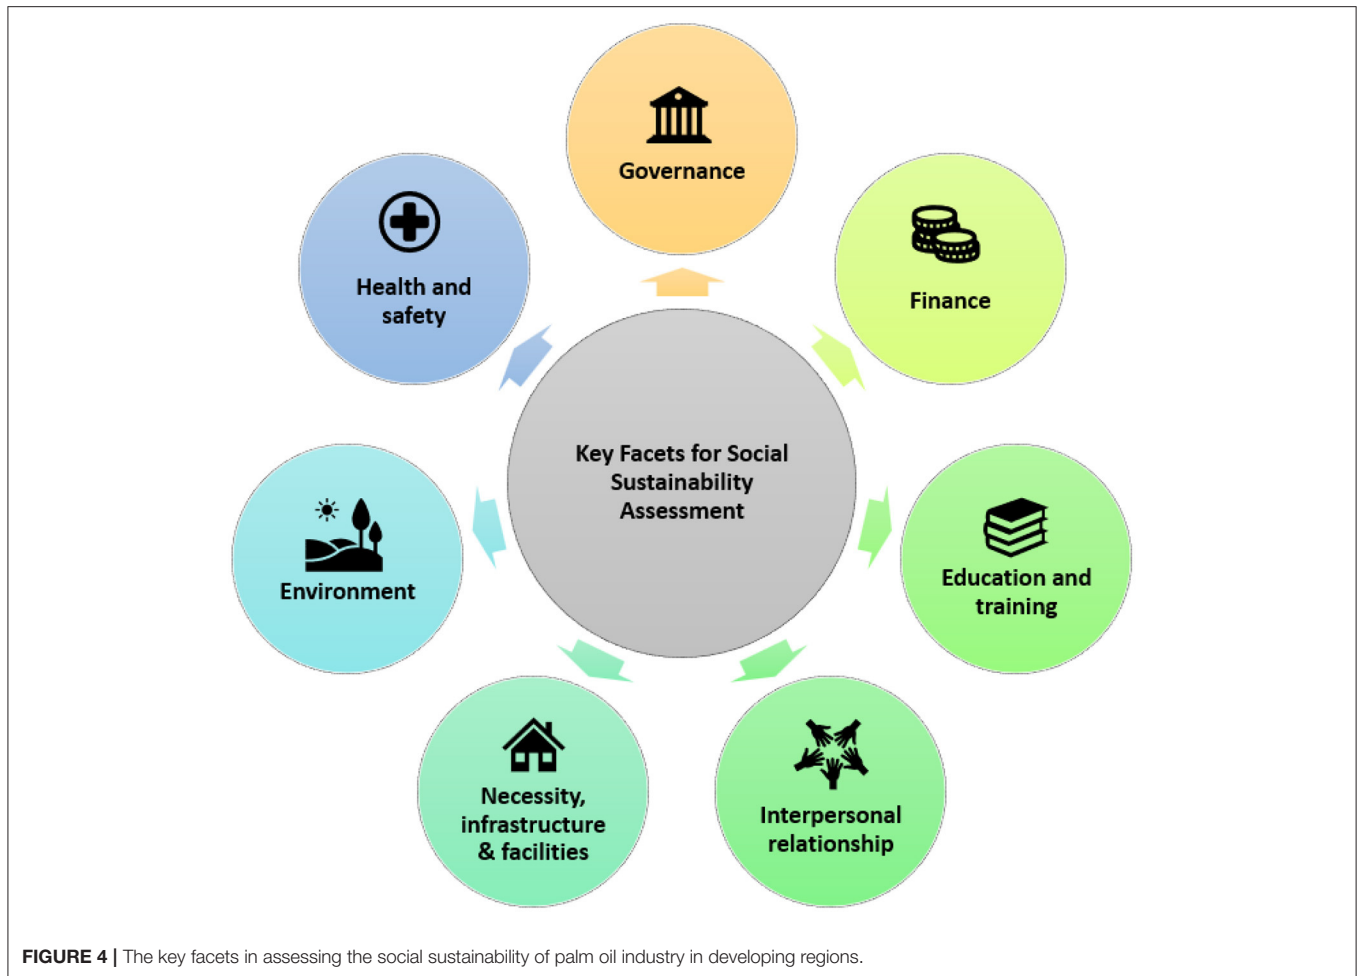 Governance
Finance
Education and
training
Interpersonal
relationship
Necessity,
infrastructure
& facilities
Environment
Health and
safety
Key Facets for Social
Sustainability
Assessment
FIGURE 4 | The key facets in assessing the social sustainability of palm oil industry in developing regions.